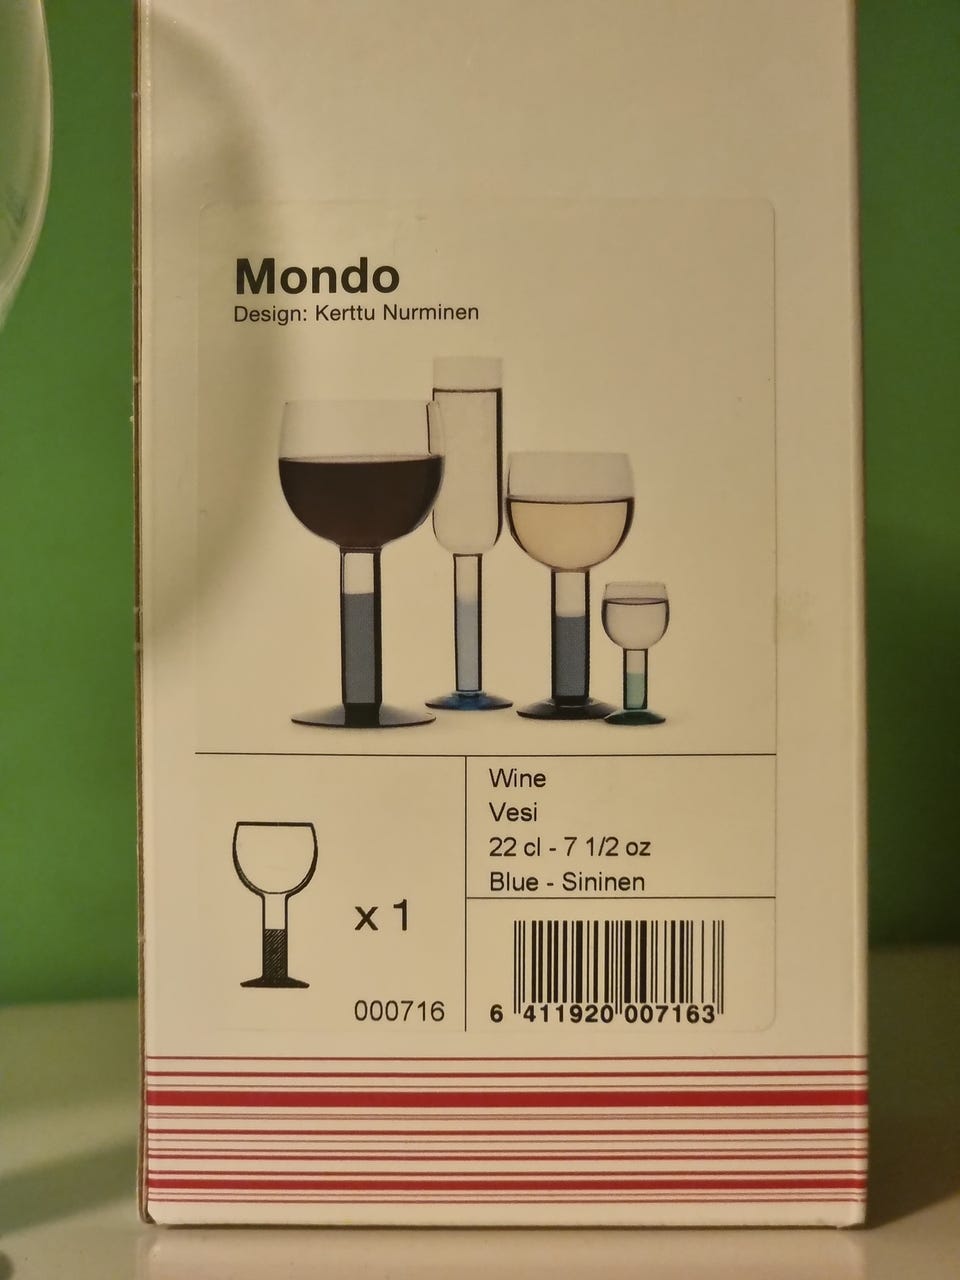 Mondo
Design: Kerttu Nurminen
Wine
Vesi
22 cl - 7 1/2 oz
Blue - Sininen
x 1
000716
6 411920 007163